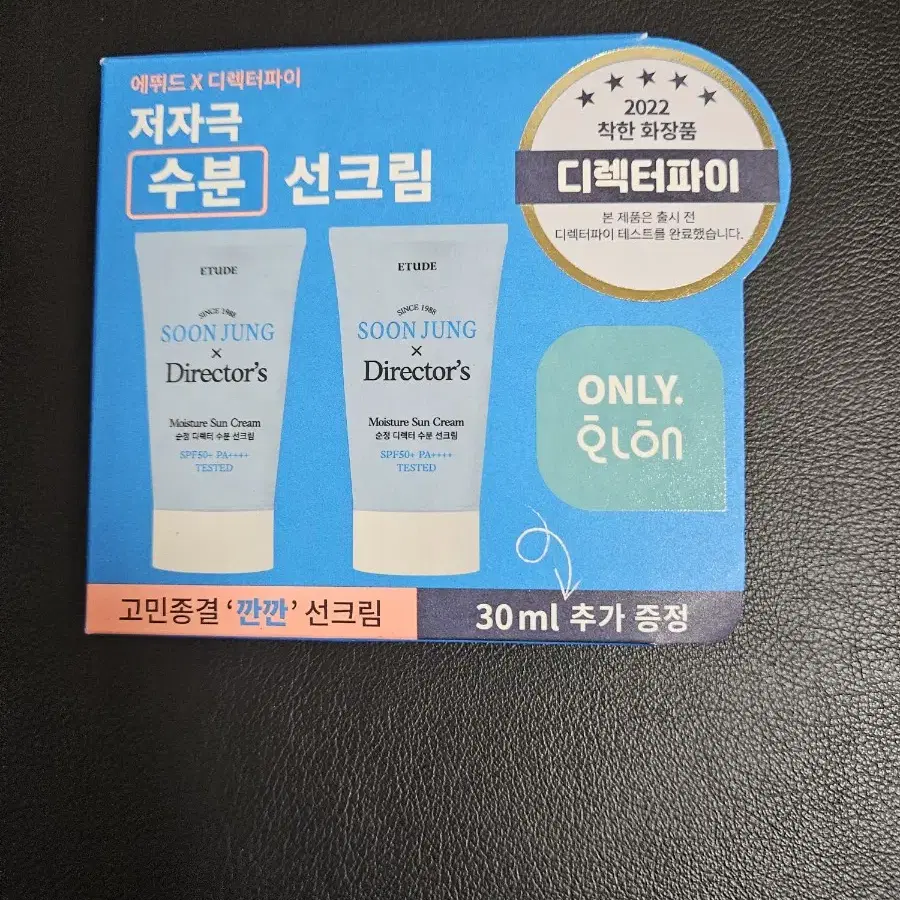 에뛰드 X 디렉터파이
저자극
수분 선크림
2022
착한 화장품
디렉터파이
본 제품은 출시 전
디렉터파이 테스트를 완료했습니다.
ETUDE
SINCE 1988
SOON JUNG
×
Director's
Moisture Sun Cream
순정 디렉터 수분 선크림
SPF50+ PA++++
TESTED
ETUDE
SINCE 1988
SOON JUNG
×
Director's
Moisture Sun Cream
순정 디렉터 수분 선크림
SPF50+ PA++++
TESTED
ONLY.
Qlōn
고민종결 ‘깐깐’ 선크림
30ml 추가 증정